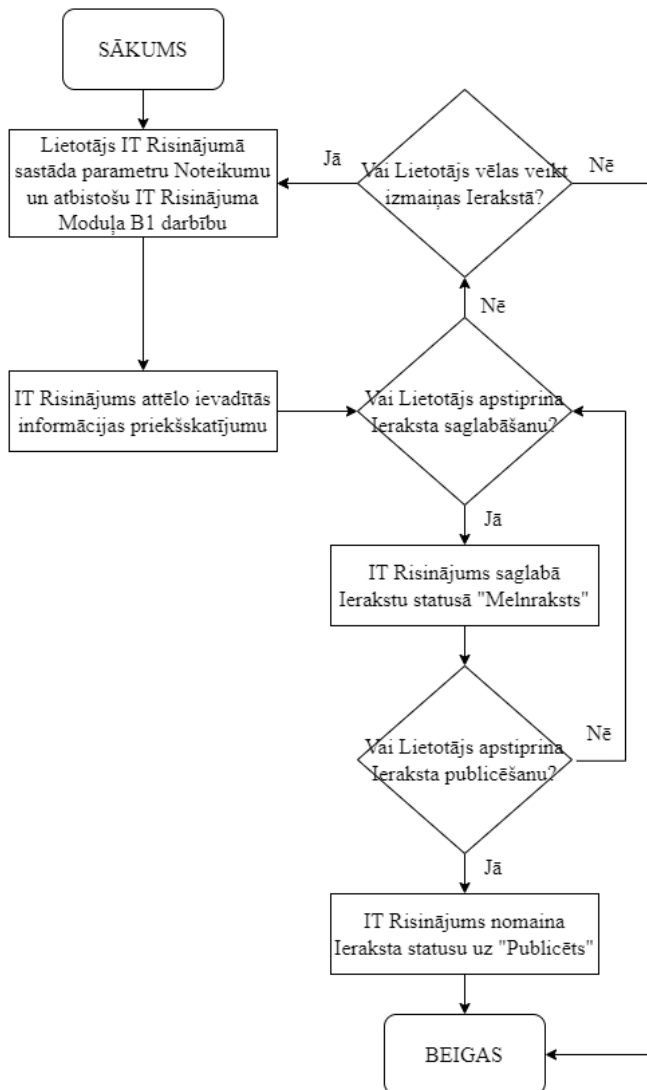 SĀKUMS
Lietotājs IT Risinājumā
sastāda parametru Noteikumu
un atbistošu IT Risinājuma
Moduļa B1 darbību
Jā
Vai Lietotājs vēlas veikt
izmaiņas Ierakstā?
Nē
Nē
IT Risinājums attēlo ievadītās
informācijas priekšskatījumu
Vai Lietotājs apstiprina
Ieraksta saglabāšanu?
Jā
IT Risinājums saglabā
Ierakstu statusā "Melnraksts"
Vai Lietotājs apstiprina
Ieraksta publicēšanu?
Nē
Jā
IT Risinājums nomaina
Ieraksta statusu uz "Publicēts"
BEIGAS